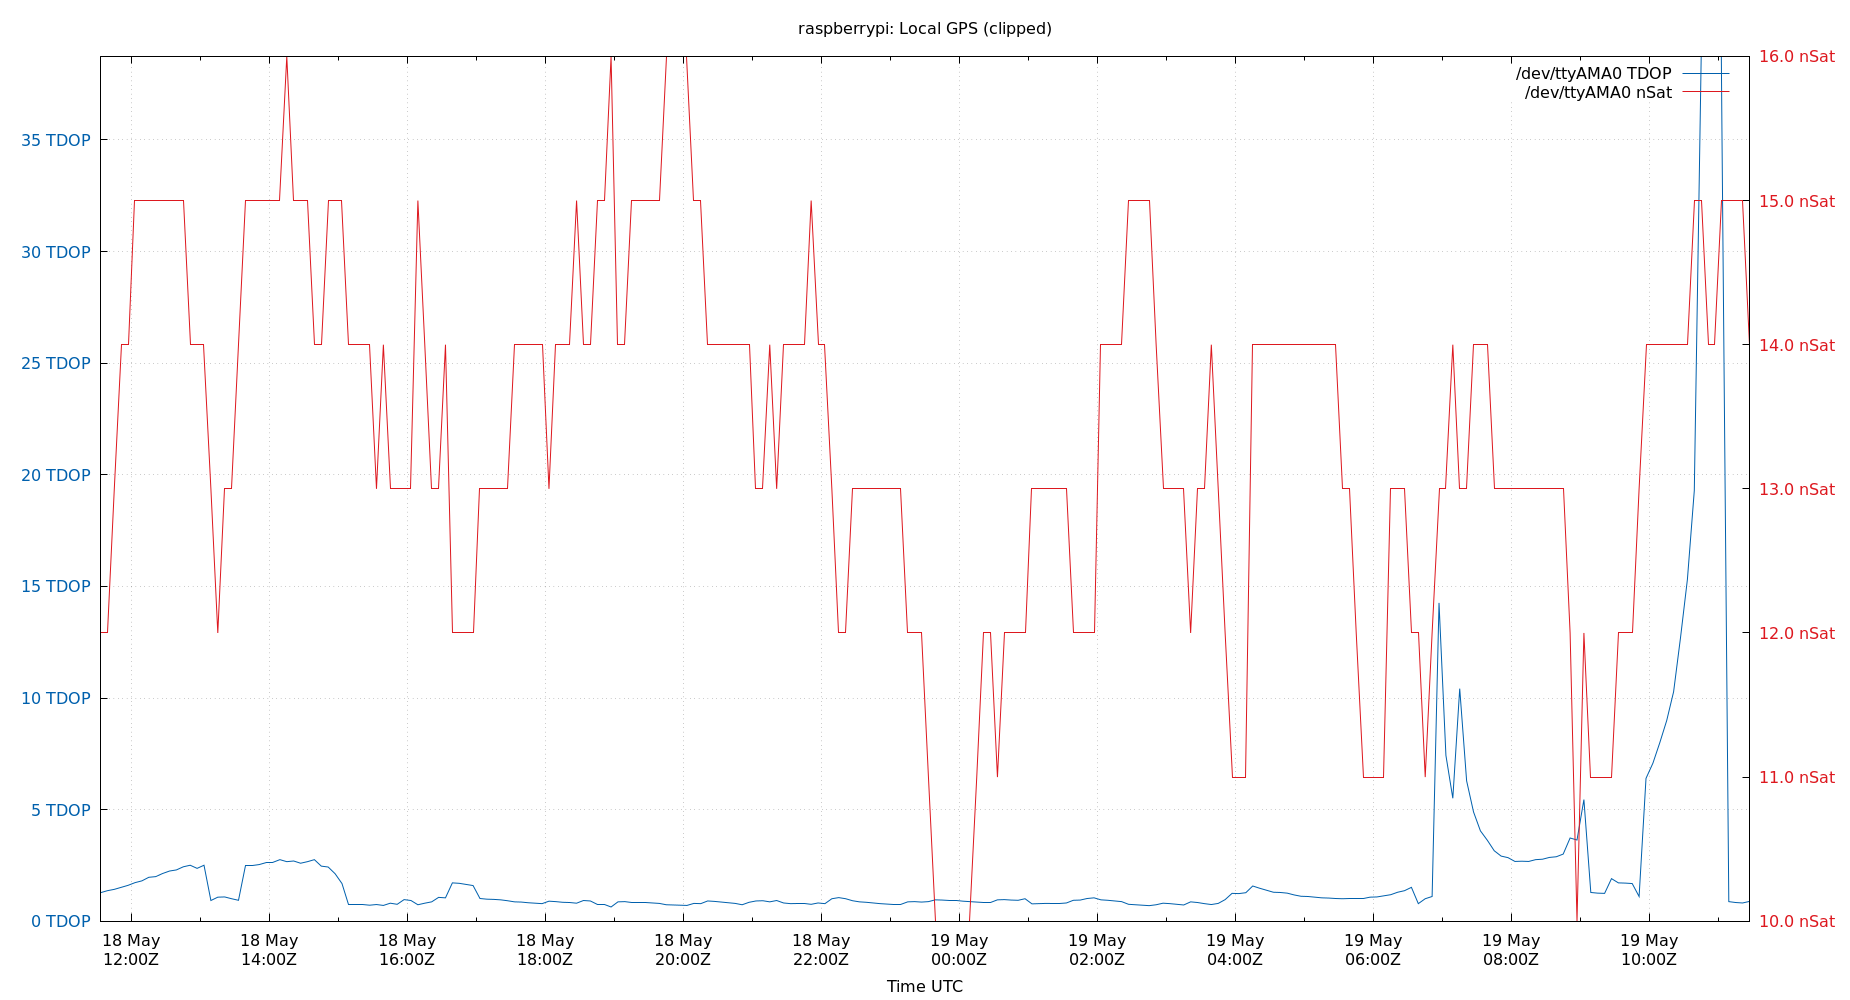 raspberrypi: Local GPS (clipped)
/dev/ttyAMA0 TDOP
/dev/ttyAMA0 nSat
35 TDOP
30 TDOP
25 TDOP
20 TDOP
15 TDOP
10 TDOP
5 TDOP
0 TDOP
16.0 nSat
15.0 nSat
14.0 nSat
13.0 nSat
12.0 nSat
11.0 nSat
10.0 nSat
18 May
12:00Z
18 May
14:00Z
18 May
16:00Z
18 May
18:00Z
18 May
20:00Z
18 May
22:00Z
19 May
00:00Z
19 May
02:00Z
19 May
04:00Z
19 May
06:00Z
19 May
08:00Z
19 May
10:00Z
Time UTC